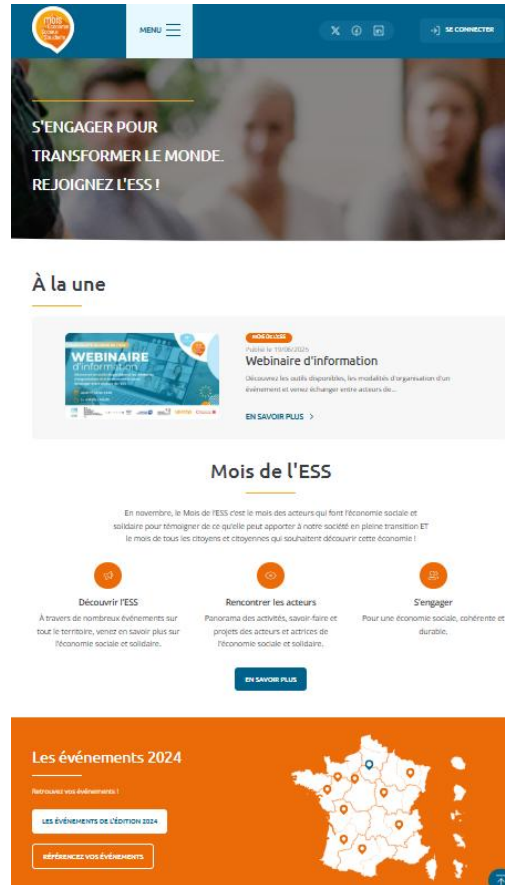 mois
MENU
SE CONNECTER
S'ENGAGER POUR
TRANSFORMER LE MONDE.
REJOIGNEZ L'ESS !
À la une
WEBINAIRE
d'information
MOIS DE L'ESS
Publié le 19/06/2025
Webinaire d'information
Découvrez les outils disponibles, les modalités d'organisation d'un
événement et venez échanger entre acteurs de...
EN SAVOIR PLUS >
Mois de l'ESS
En novembre, le Mois de l'ESS c'est le mois des acteurs qui font l'économie sociale et
solidaire pour témoigner de ce qu'elle peut apporter à notre société en pleine transition ET
le mois de tous les citoyens et citoyennes qui souhaitent découvrir cette économie !
Découvrir l'ESS
À travers de nombreux événements sur
tout le territoire, venez en savoir plus sur
l'économie sociale et solidaire.
Rencontrer les acteurs
Panorama des activités, savoir-faire et
projets des acteurs et actrices de
l'économie sociale et solidaire.
S'engager
Pour une économie sociale, cohérente et
durable.
EN SAVOIR PLUS
Les événements 2024
Retrouvez vos événements !
LES ÉVÉNEMENTS DE L'ÉDITION 2024
RÉFÉRENCEZ VOS ÉVÉNEMENTS